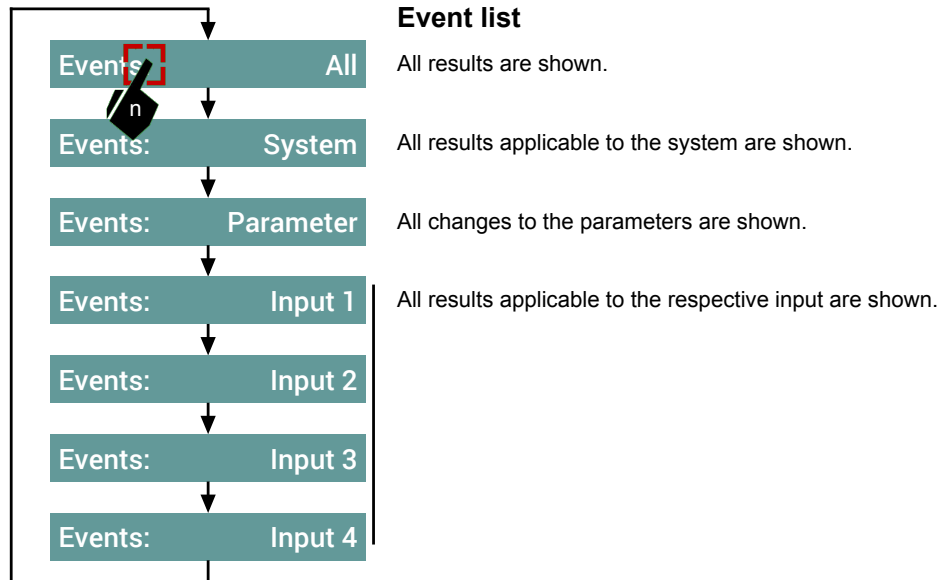 Event list
Events: All
All results are shown.
n
Events: System
All results applicable to the system are shown.
Events: Parameter
All changes to the parameters are shown.
Events: Input 1
All results applicable to the respective input are shown.
Events: Input 2
Events: Input 3
Events: Input 4